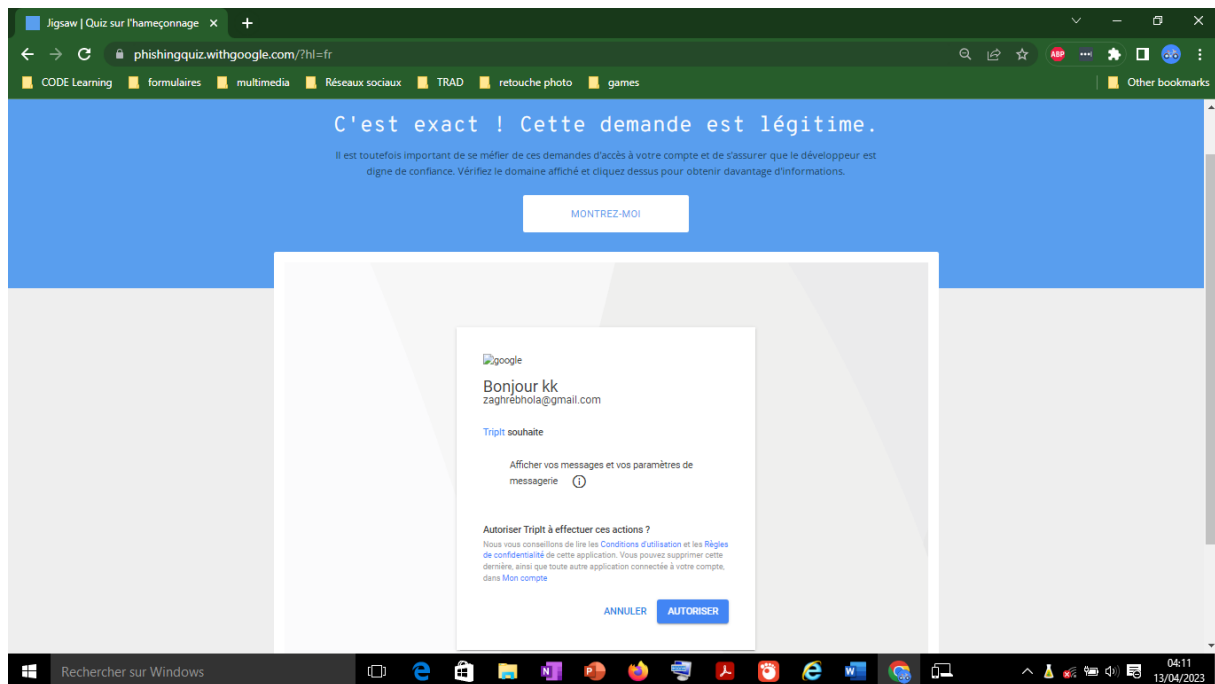 Jigsaw | Quiz sur l'hameçonnage
phishingquiz.withgoogle.com/?hl=fr
ABP
CODE Learning formulaires multimedia Réseaux sociaux TRAD retouche photo games Other bookmarks
C'est exact ! Cette demande est légitime.
Il est toutefois important de se méfier de ces demandes d'accès à votre compte et de s'assurer que le développeur est
digne de confiance. Vérifiez le domaine affiché et cliquez dessus pour obtenir davantage d'informations.
MONTREZ-MOI
google
Bonjour kk
zaghrebhola@gmail.com
TripIt souhaite
Afficher vos messages et vos paramètres de
messagerie
Autoriser TripIt à effectuer ces actions ?
Nous vous conseillons de lire les Conditions d'utilisation et les Règles
de confidentialité de cette application. Vous pouvez supprimer cette
dernière, ainsi que toute autre application connectée à votre compte,
dans Mon compte
ANNULER AUTORISER
Rechercher sur Windows
04:11
13/04/2023